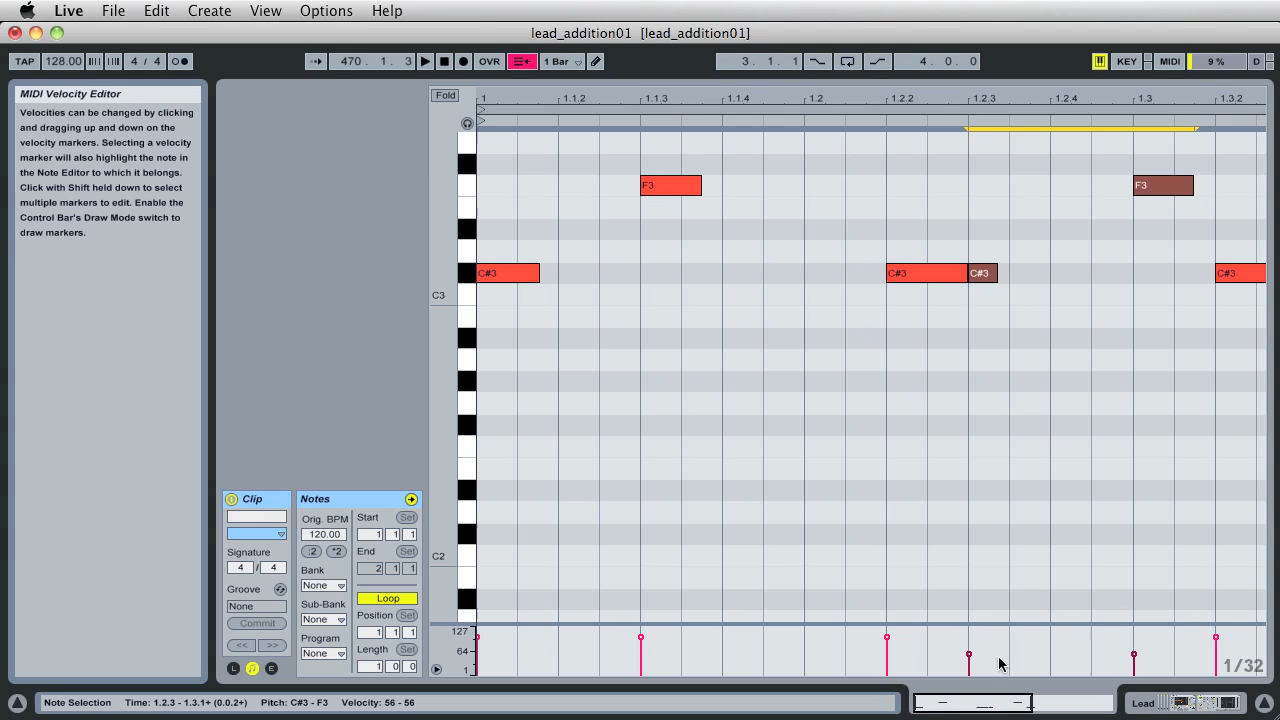 Live File Edit Create View Options Help
lead_addition01 [lead_addition01]
TAP 128.00 4 / 4 470. 1. 3 OVR 1 Bar 3. 1. 1 4. 0. 0 KEY MIDI 9 % D
MIDI Velocity Editor
Velocities can be changed by clicking
and dragging up and down on the
velocity markers. Selecting a velocity
marker will also highlight the note in
the Note Editor to which it belongs.
Click with Shift held down to select
multiple markers to edit. Enable the
Control Bar's Draw Mode switch to
draw markers.
Fold 1 1.1.2 1.1.3 1.1.4 1.2 1.2.2 1.2.3 1.2.4 1.3 1.3.2
F3 F3
C#3 C#3 C#3 C#3
C3
C2
Clip
Signature
4 / 4
Groove
None
Commit
<< >>
L E
Notes
Orig. BPM
120.00
:2 *2
Bank
None
Sub-Bank
None
Program
None
Start Set
1 1 1
End Set
2 1 1
Loop
Position Set
1 1 1
Length Set
1 0 0
127
64
1
1/32
Note Selection Time: 1.2.3 - 1.3.1+ (0.0.2+) Pitch: C#3 - F3 Velocity: 56 - 56
Lead